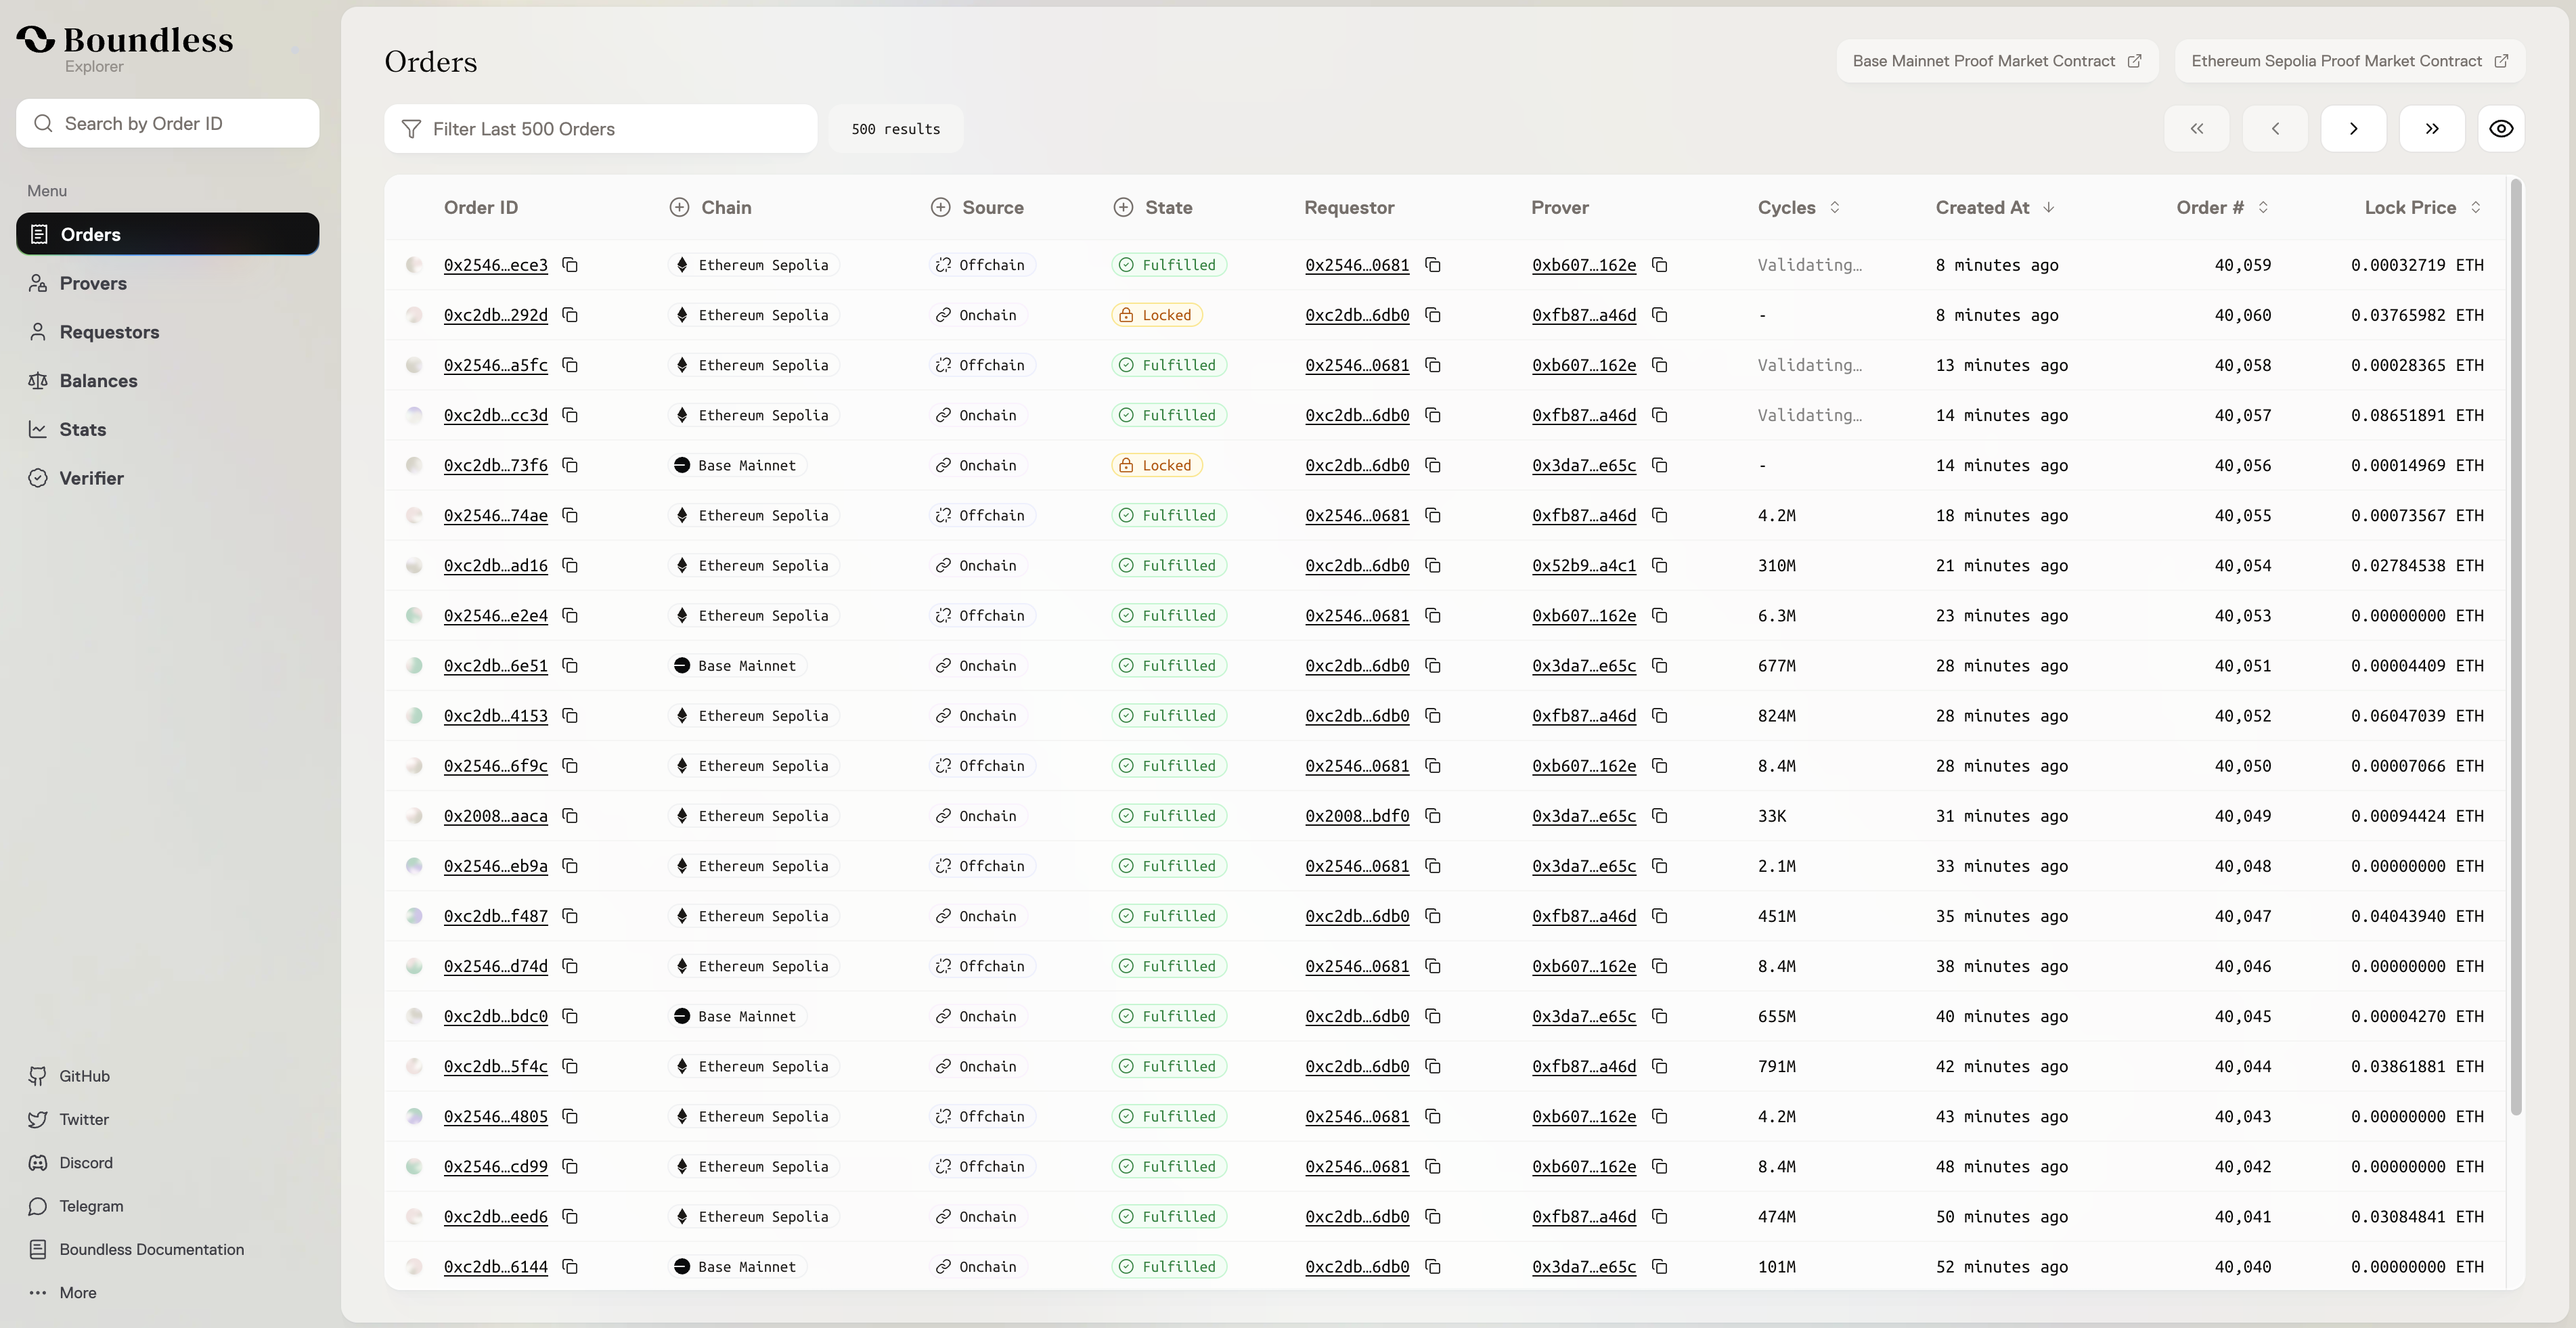 Boundless
Explorer
Search by Order ID
Menu
Orders
Provers
Requestors
Balances
Stats
Verifier
GitHub
Twitter
Discord
Telegram
Boundless Documentation
More
Orders
Base Mainnet Proof Market Contract
Ethereum Sepolia Proof Market Contract
Filter Last 500 Orders
500 results
Order ID Chain Source State Requestor Prover Cycles Created At Order # Lock Price
0x2546…ece3 Ethereum Sepolia Offchain Fulfilled 0x2546…0681 0xb607…162e Validating… 8 minutes ago 40,059 0.00032719 ETH
0xc2db…292d Ethereum Sepolia Onchain Locked 0xc2db…6db0 0xfb87…a46d - 8 minutes ago 40,060 0.03765982 ETH
0x2546…a5fc Ethereum Sepolia Offchain Fulfilled 0x2546…0681 0xb607…162e Validating… 13 minutes ago 40,058 0.00028365 ETH
0xc2db…cc3d Ethereum Sepolia Onchain Fulfilled 0xc2db…6db0 0xfb87…a46d Validating… 14 minutes ago 40,057 0.08651891 ETH
0xc2db…73f6 Base Mainnet Onchain Locked 0xc2db…6db0 0x3da7…e65c - 14 minutes ago 40,056 0.00014969 ETH
0x2546…74ae Ethereum Sepolia Offchain Fulfilled 0x2546…0681 0xfb87…a46d 4.2M 18 minutes ago 40,055 0.00073567 ETH
0xc2db…ad16 Ethereum Sepolia Onchain Fulfilled 0xc2db…6db0 0x52b9…a4c1 310M 21 minutes ago 40,054 0.02784538 ETH
0x2546…e2e4 Ethereum Sepolia Offchain Fulfilled 0x2546…0681 0xb607…162e 6.3M 23 minutes ago 40,053 0.00000000 ETH
0xc2db…6e51 Base Mainnet Onchain Fulfilled 0xc2db…6db0 0x3da7…e65c 677M 28 minutes ago 40,051 0.00004409 ETH
0xc2db…4153 Ethereum Sepolia Onchain Fulfilled 0xc2db…6db0 0xfb87…a46d 824M 28 minutes ago 40,052 0.06047039 ETH
0x2546…6f9c Ethereum Sepolia Offchain Fulfilled 0x2546…0681 0xb607…162e 8.4M 28 minutes ago 40,050 0.00007066 ETH
0x2008…aaca Ethereum Sepolia Onchain Fulfilled 0x2008…bdf0 0x3da7…e65c 33K 31 minutes ago 40,049 0.00094424 ETH
0x2546…eb9a Ethereum Sepolia Offchain Fulfilled 0x2546…0681 0x3da7…e65c 2.1M 33 minutes ago 40,048 0.00000000 ETH
0xc2db…f487 Ethereum Sepolia Onchain Fulfilled 0xc2db…6db0 0xfb87…a46d 451M 35 minutes ago 40,047 0.04043940 ETH
0x2546…d74d Ethereum Sepolia Offchain Fulfilled 0x2546…0681 0xb607…162e 8.4M 38 minutes ago 40,046 0.00000000 ETH
0xc2db…bdc0 Base Mainnet Onchain Fulfilled 0xc2db…6db0 0x3da7…e65c 655M 40 minutes ago 40,045 0.00004270 ETH
0xc2db…5f4c Ethereum Sepolia Onchain Fulfilled 0xc2db…6db0 0xfb87…a46d 791M 42 minutes ago 40,044 0.03861881 ETH
0x2546…4805 Ethereum Sepolia Offchain Fulfilled 0x2546…0681 0xb607…162e 4.2M 43 minutes ago 40,043 0.00000000 ETH
0x2546…cd99 Ethereum Sepolia Offchain Fulfilled 0x2546…0681 0xb607…162e 8.4M 48 minutes ago 40,042 0.00000000 ETH
0xc2db…eed6 Ethereum Sepolia Onchain Fulfilled 0xc2db…6db0 0xfb87…a46d 474M 50 minutes ago 40,041 0.03084841 ETH
0xc2db…6144 Base Mainnet Onchain Fulfilled 0xc2db…6db0 0x3da7…e65c 101M 52 minutes ago 40,040 0.00000000 ETH